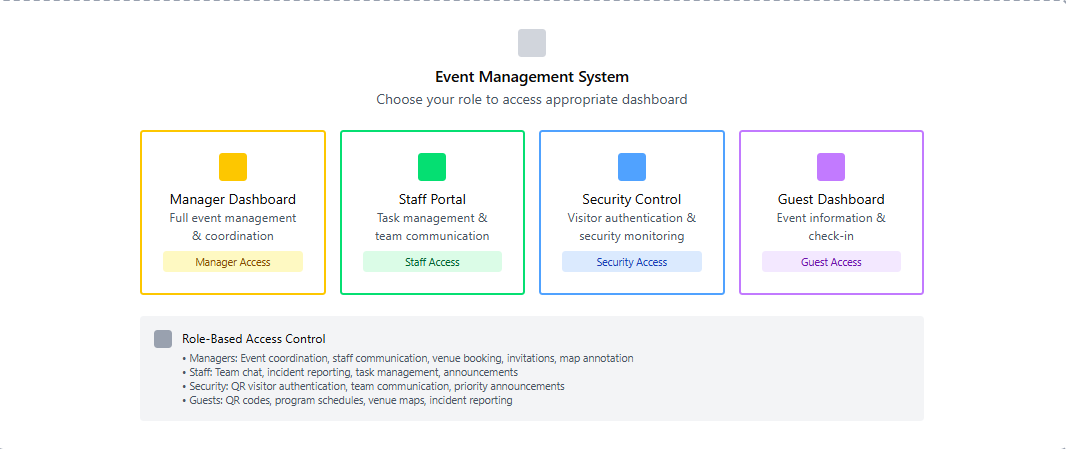 Event Management System
Choose your role to access appropriate dashboard
Manager Dashboard
Full event management
& coordination
Manager Access
Staff Portal
Task management &
team communication
Staff Access
Security Control
Visitor authentication &
security monitoring
Security Access
Guest Dashboard
Event information &
check-in
Guest Access
Role-Based Access Control
• Managers: Event coordination, staff communication, venue booking, invitations, map annotation
• Staff: Team chat, incident reporting, task management, announcements
• Security: QR visitor authentication, team communication, priority announcements
• Guests: QR codes, program schedules, venue maps, incident reporting